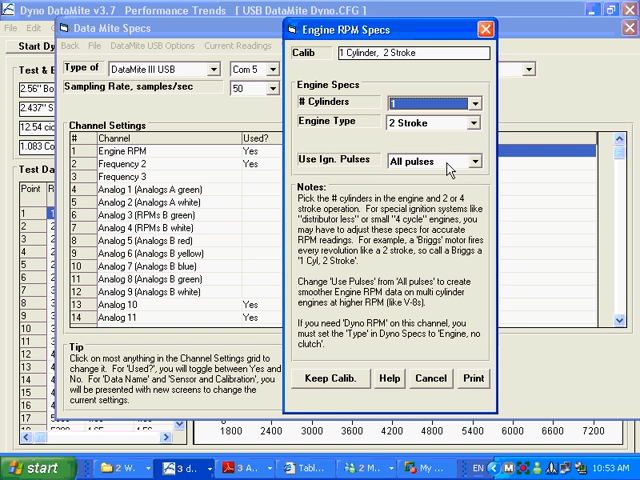 Dyno DataMite v3.7 Performance Trends [ USB DataMite Dyno.CFG ]
File Edit
Start Dy
Test & E
2.56" Bo
2.437" S
12.54 ci
1.083 Co
Test Data
Point R
1
2
3
4
5
6
7
8
9
10
11
12
13
14
15
16
17
Data Mite Specs
Back File DataMite USB Options Current Readings
Type of DataMite III USB Com 5
Sampling Rate, samples/sec 50
Channel Settings
# Channel Used?
1 Engine RPM Yes
2 Frequency 2 Yes
3 Frequency 3
4 Analog 1 (Analogs A green)
5 Analog 2 (Analogs A white)
6 Analog 3 (RPMs B green)
7 Analog 4 (RPMs B white)
8 Analog 5 (Analogs B red)
9 Analog 6 (Analogs B yellow)
10 Analog 7 (Analogs B blue)
11 Analog 8 (Analogs B green)
12 Analog 9 (Analogs B white)
13 Analog 10 Yes
14 Analog 11 Yes
Tip
Click on most anything in the Channel Settings grid to
change it. For 'Used?', you will toggle between Yes and
No. For 'Data Name' and 'Sensor and Calibration', you
will be presented with new screens to change the
current settings.
Engine RPM Specs
Calib 1 Cylinder, 2 Stroke
Engine Specs
# Cylinders 1
Engine Type 2 Stroke
Use Ign. Pulses All pulses
Notes:
Pick the # cylinders in the engine and 2 or 4
stroke operation. For special ignition systems like
"distributor less" or small "4 cycle" engines, you
may have to adjust these specs for accurate
RPM readings. For example, a 'Briggs' motor fires
every revolution like a 2 stroke, so call a Briggs a
'1 Cyl, 2 Stroke'.
Change 'Use Pulses' from 'All pulses' to create
smoother Engine RPM data on multi cylinder
engines at higher RPM (like V-8s).
If you need 'Dyno RPM' on this channel, you
must set the 'Type' in Dyno Specs to 'Engine, no
clutch'.
Keep Calib. Help Cancel Print
1800 2400 3000 3600 4200 4800 5400 6000 6600 7200
start 2 W.. 3 d.. 3 A.. Tabl.. 2 M.. My ... EN 10:53 AM